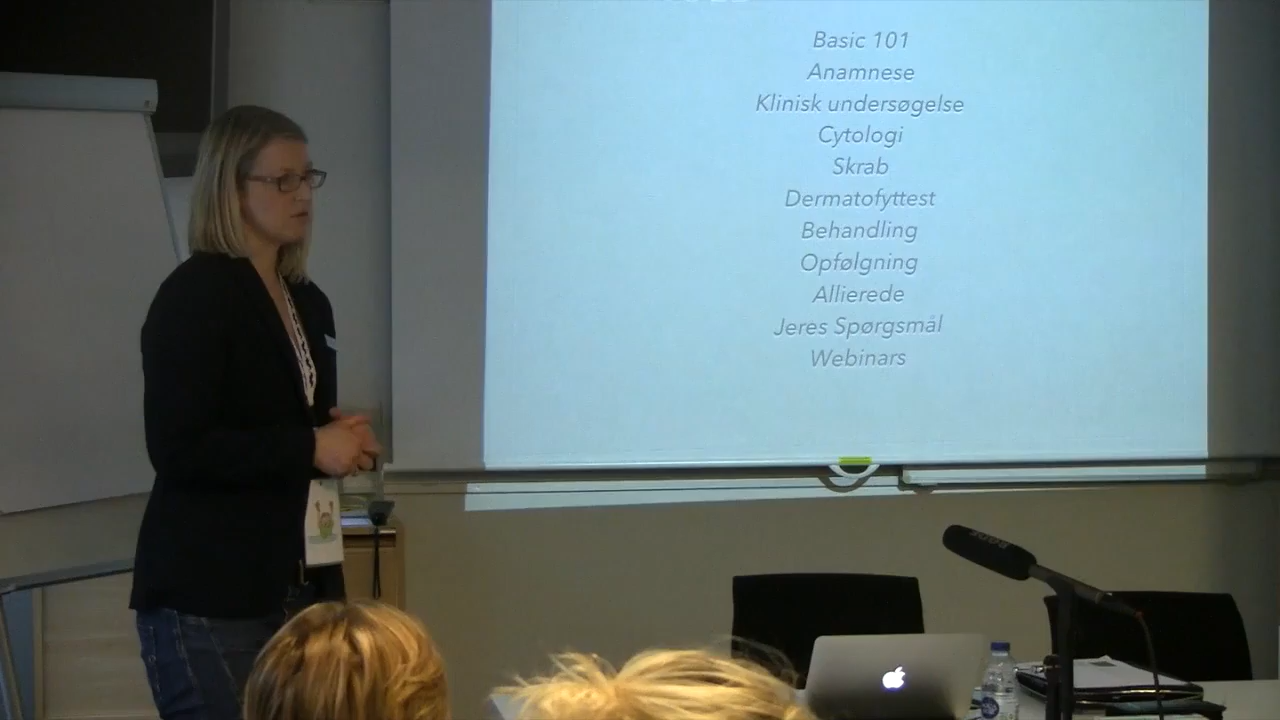 Basic 101
Anamnese
Klinisk undersøgelse
Cytologi
Skrab
Dermatofyttest
Behandling
Opfølgning
Allierede
Jeres Spørgsmål
Webinars